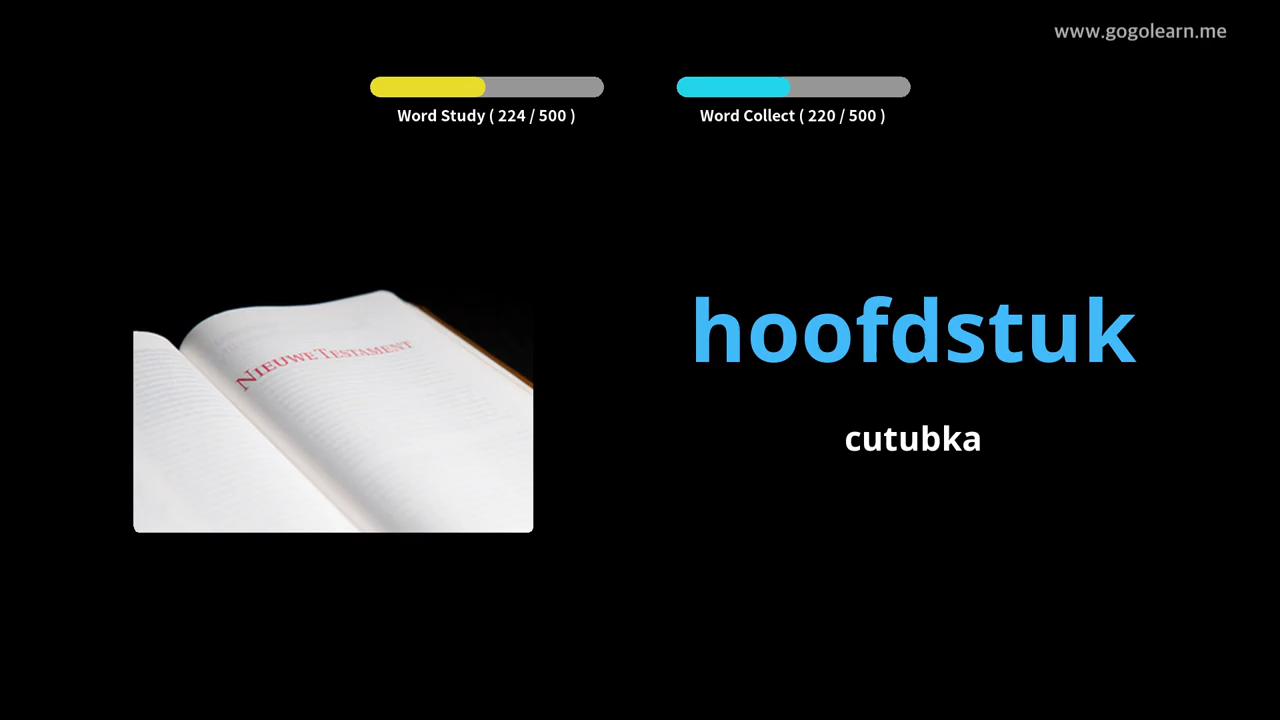 www.gogolearn.me
Word Study ( 224 / 500 )
Word Collect ( 220 / 500 )
NIEUWE TESTAMENT
hoofdstuk
cutubka